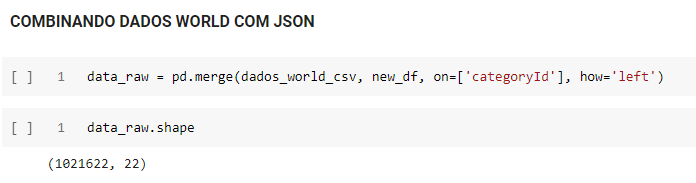 COMBINANDO DADOS WORLD COM JSON
[ ] 1 data_raw = pd.merge(dados_world_csv, new_df, on=['categoryId'], how='left')
[ ] 1 data_raw.shape
(1021622, 22)